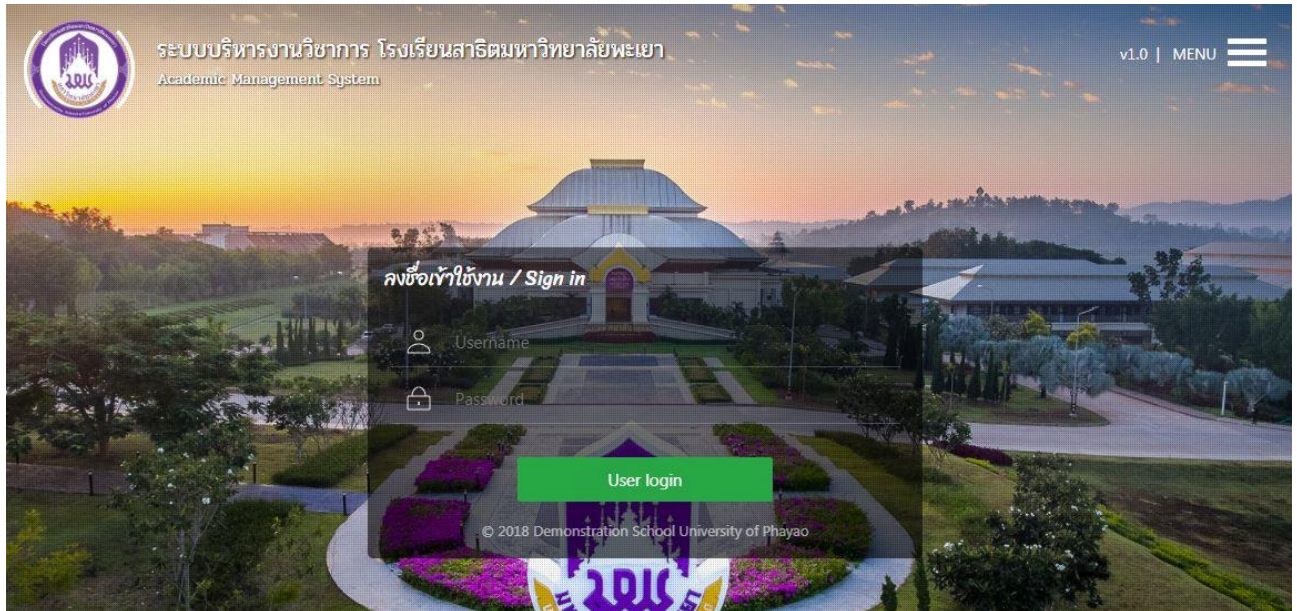 ระบบบริหารงานวิชาการ โรงเรียนสาธิตมหาวิทยาลัยพะเยา
Academic Management System
v1.0 | MENU
ลงชื่อเข้าใช้งาน / Sign in
Username
Password
User login
© 2018 Demonstration School University of Phayao